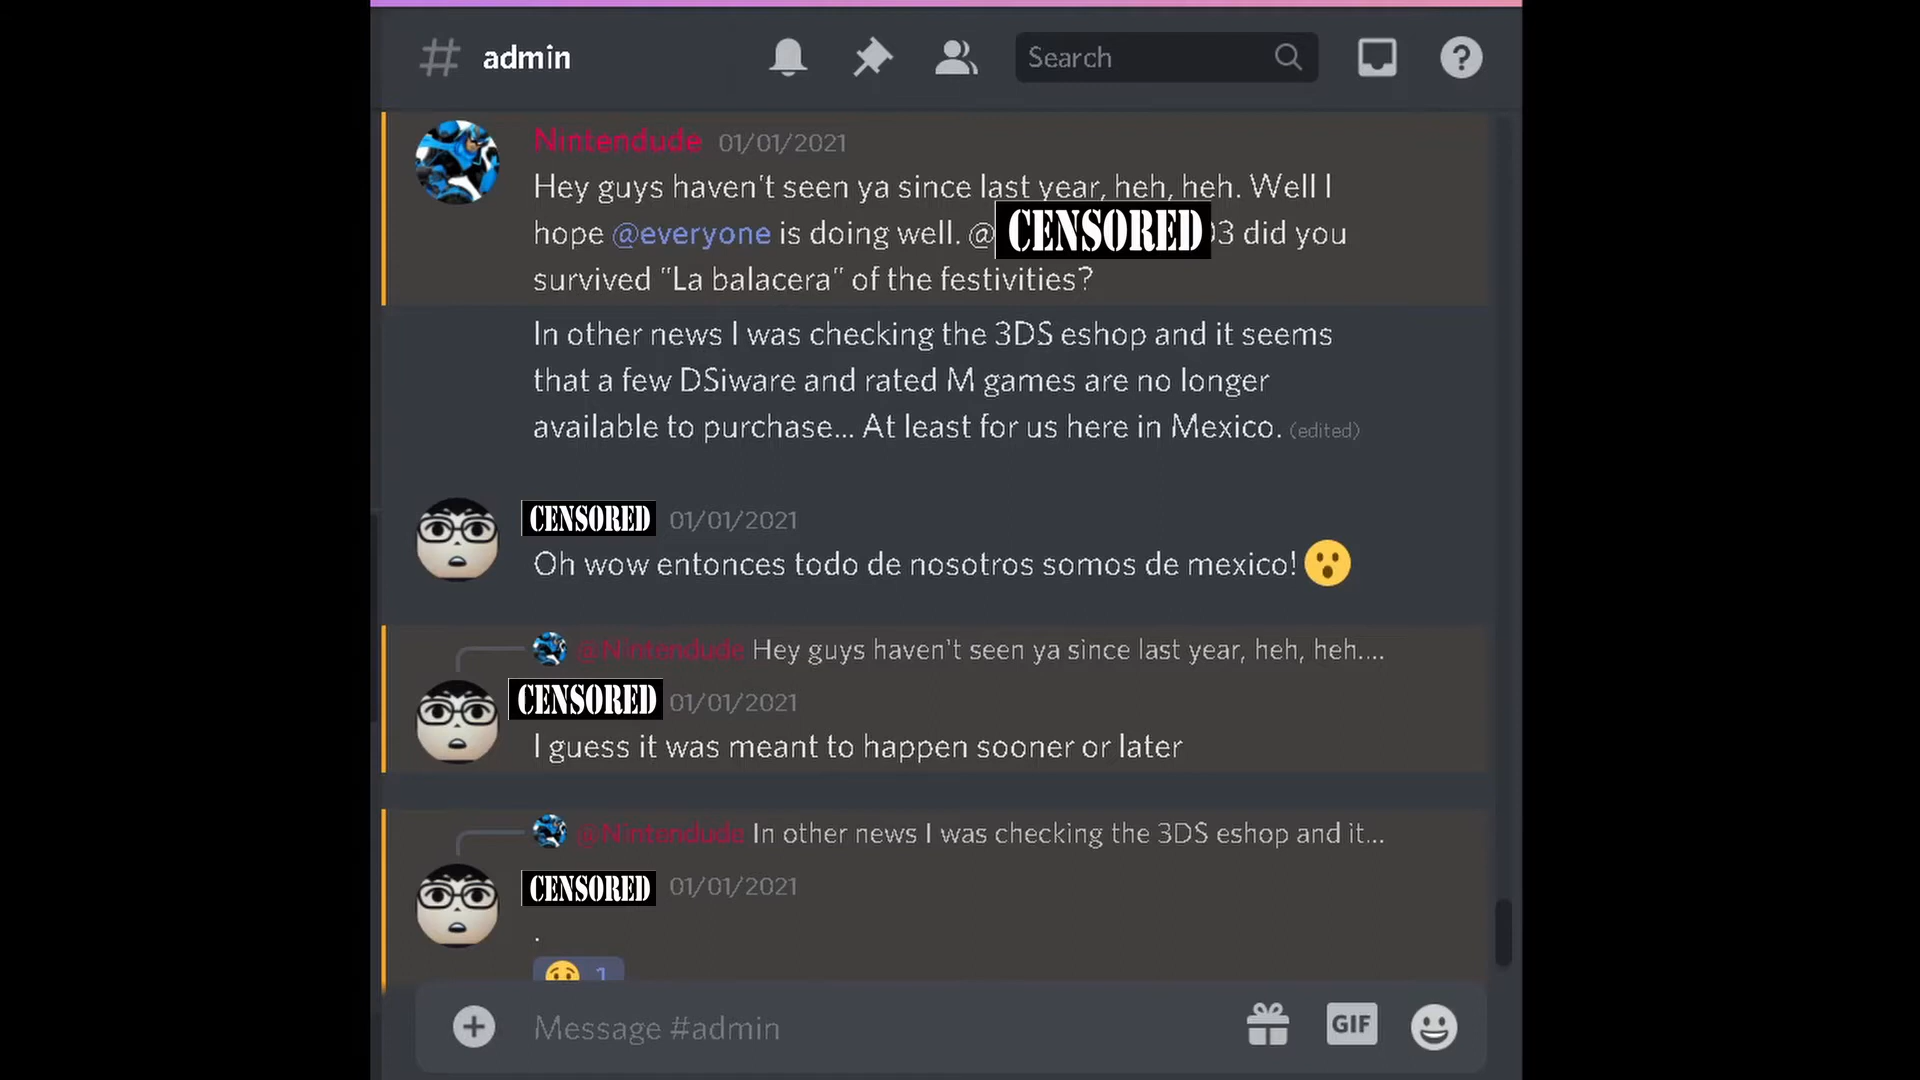 # admin
Search
Nintendude 01/01/2021
Hey guys haven't seen ya since last year, heh, heh. Well I
hope @everyone is doing well. @ CENSORED 3 did you
survived "La balacera" of the festivities?
In other news I was checking the 3DS eshop and it seems
that a few DSiware and rated M games are no longer
available to purchase... At least for us here in Mexico. (edited)
CENSORED 01/01/2021
Oh wow entonces todo de nosotros somos de mexico!
@Nintendude Hey guys haven't seen ya since last year, heh, heh....
CENSORED 01/01/2021
I guess it was meant to happen sooner or later
@Nintendude In other news I was checking the 3DS eshop and it...
CENSORED 01/01/2021
.
1
Message #admin
GIF